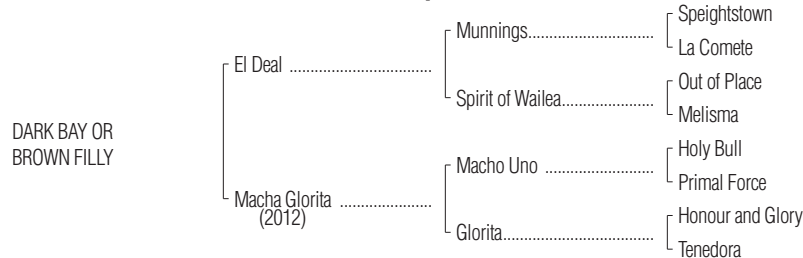 DARK BAY OR
BROWN FILLY
El Deal ................................
Macha Glorita ....................
(2012)
Munnings...........................
Spirit of Wailea....................
Macho Uno ........................
Glorita.................................
Speightstown
La Comete
Out of Place
Melisma
Holy Bull
Primal Force
Honour and Glory
Tenedora